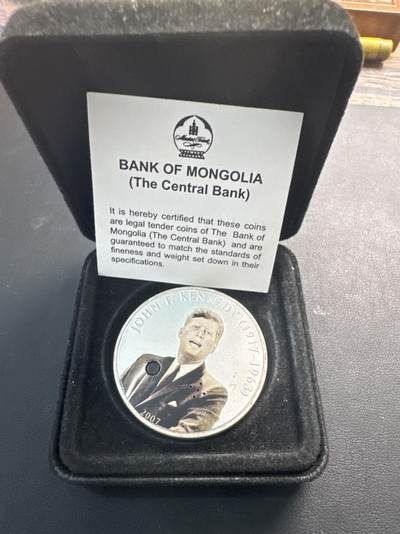 BANK OF MONGOLIA
(The Central Bank)
It is hereby certified that these coins
are legal tender coins of The Bank of
Mongolia (The Central Bank) and are
guaranteed to match the standards of
fineness and weight set down in their
specifications.
JOHN F. KENNEDY (1917-1963)
2007